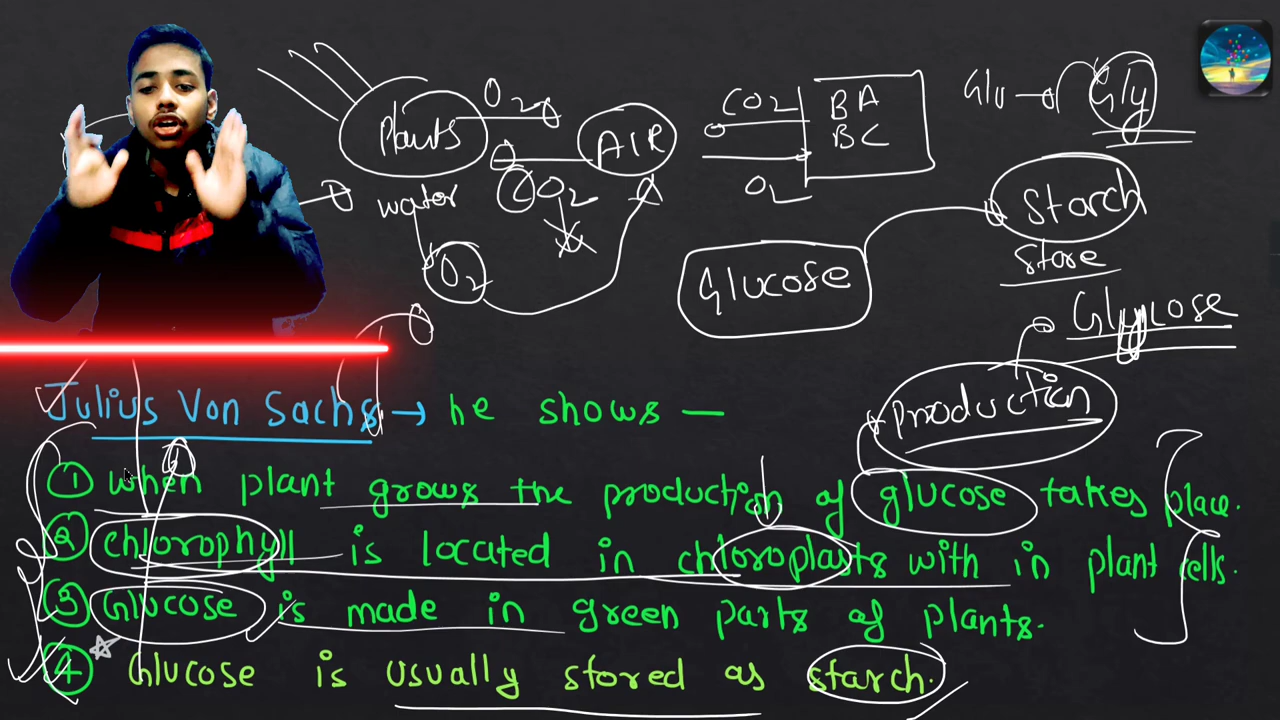 Plants
O2
AIR
CO2
BA
BC
Glu → Gly
water
CO2
O2
Starch
O2
store
Glucose
Glycose
Production
Julius Von Sachs → he shows —
① when plant grows the production of glucose takes place.
② chlorophyll is located in chloroplasts with in plant cells.
③ Glucose is made in green parts of plants.
④ Glucose is usually stored as starch.